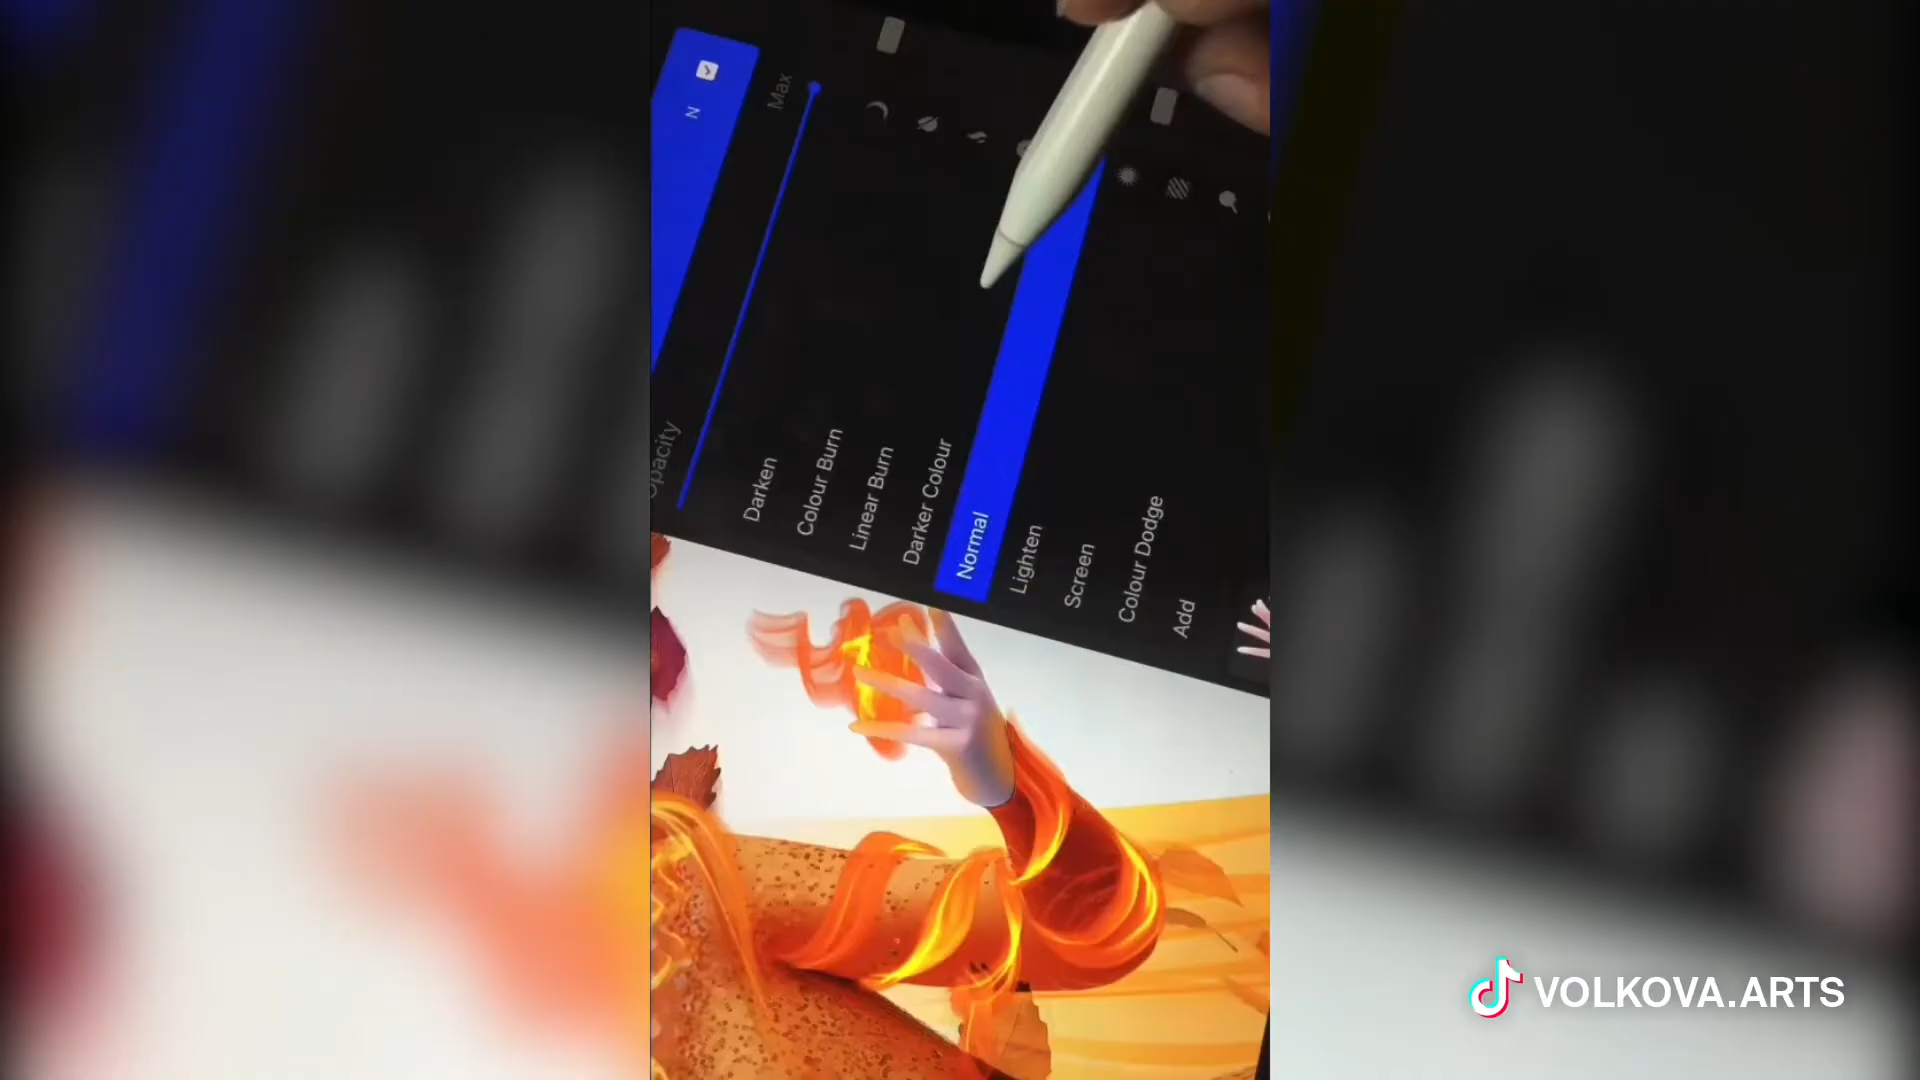 N
Max
Opacity
Darken
Colour Burn
Linear Burn
Darker Colour
Normal
Lighten
Screen
Colour Dodge
Add
VOLKOVA.ARTS